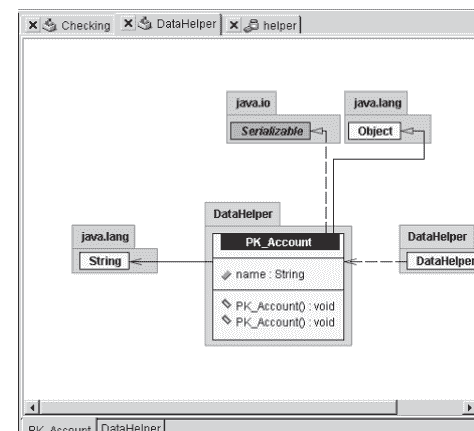 Checking DataHelper helper
java.io java.lang
Serializable Object
DataHelper
java.lang PK_Account DataHelper
String DataHelper
name : String
PK_Account() : void
PK_Account() : void
PK_Account DataHelper